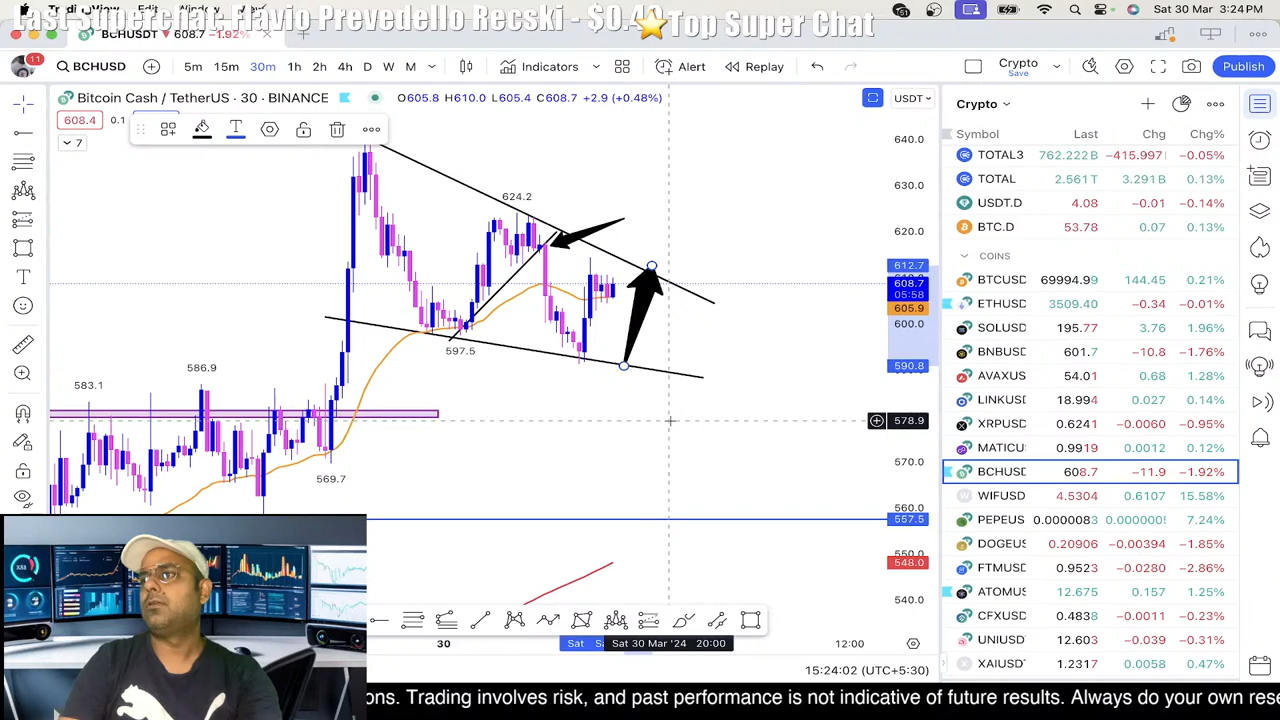 Last Superchat: Flavio Prevedello Recski - $0.40 ⭐Top Super Chat
Sat 30 Mar 3:24 PM
BCHUSDT ▼ 608.7 −1.92%
11
BCHUSD
5m 15m 30m 1h 2h 4h D W M
Indicators
Alert
Replay
Crypto
Save
Publish
Bitcoin Cash / TetherUS · 30 · BINANCE
O605.8 H610.0 L605.4 C608.7 +2.9 (+0.48%)
USDT
608.4
0.1
7
640.0
630.0
620.0
612.7
608.7
05:58
605.9
600.0
590.8
578.9
570.0
560.0
557.5
550.0
548.0
540.0
624.2
597.5
586.9
583.1
569.7
30
Sat
Sat 30 Mar '24 20:00
12:00
15:24:02 (UTC+5:30)
Crypto
Symbol Last Chg Chg%
TOTAL3 762.222B −415.997 −0.05%
TOTAL 2.561T 3.291B 0.13%
USDT.D 4.08 −0.01 −0.14%
BTC.D 53.78 0.07 0.13%
COINS
BTCUSD 69994.9 144.45 0.21%
ETHUSD 3509.40 −0.34 −0.01%
SOLUSD 195.77 3.76 1.96%
BNBUSD 601.7 −10.8 −1.76%
AVAXUS 54.01 0.68 1.28%
LINKUSD 18.994 0.027 0.14%
XRPUSD 0.6241 −0.0060 −0.95%
MATICU 0.9919 0.0012 0.12%
BCHUSD 608.7 −11.9 −1.92%
WIFUSD 4.5304 0.6107 15.58%
PEPEUS 0.0000083 0.000000 7.24%
DOGEUS 0.20906 −0.00394 −1.85%
FTMUSD 0.9523 −0.0280 −2.86%
ATOMUS 12.675 0.157 1.25%
CFXUSD 0.4838 −0.0011 −0.23%
UNIUSD 12.603 −0.039 −0.31%
XAIUSD 1.2317 0.0058 0.47%
ons. Trading involves risk, and past performance is not indicative of future results. Always do your own rese